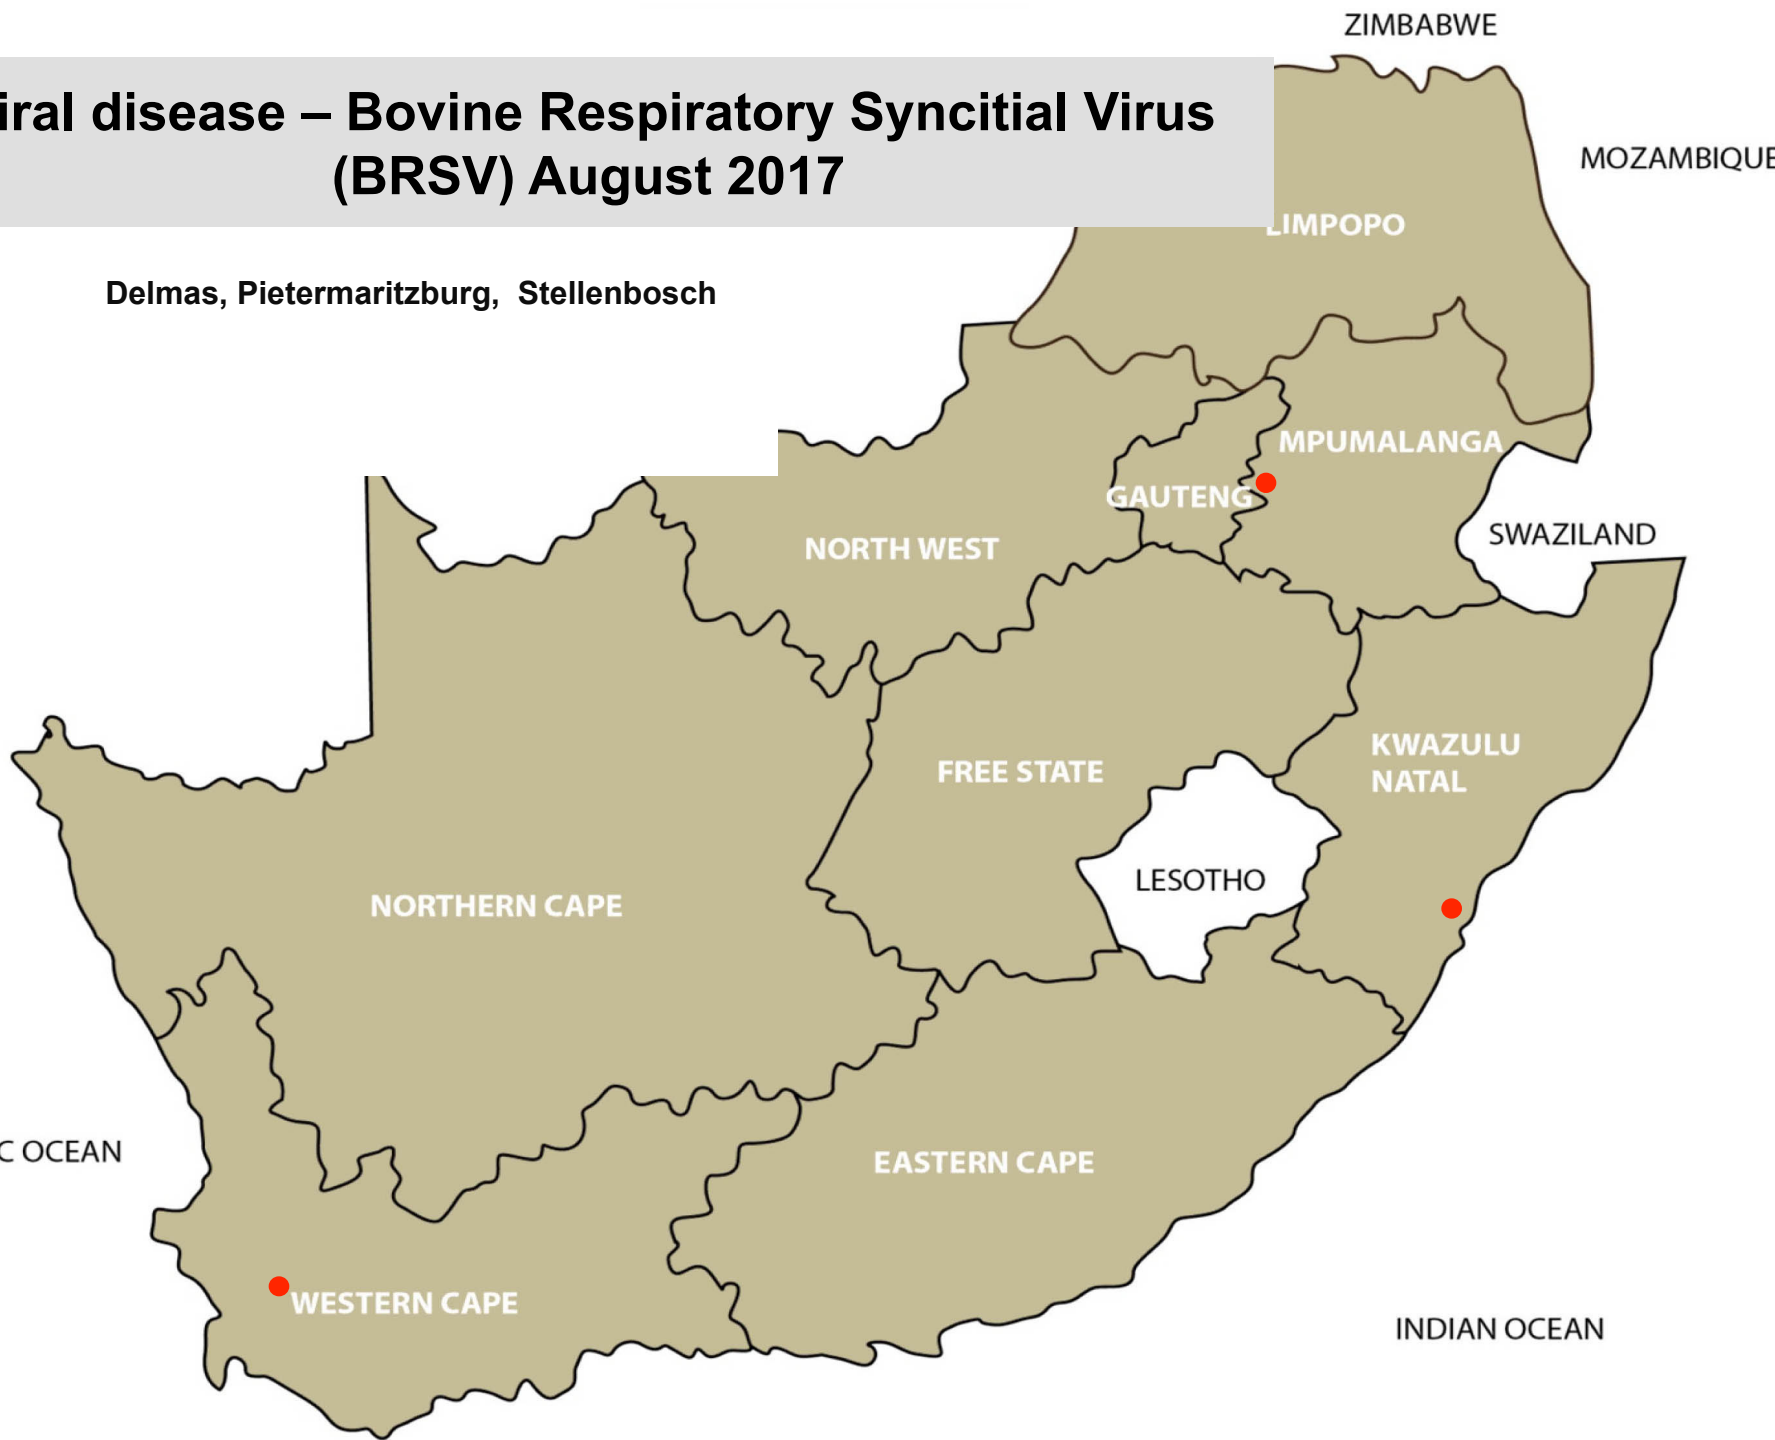 ZIMBABWE
iral disease – Bovine Respiratory Syncitial Virus
(BRSV) August 2017
MOZAMBIQUE
LIMPOPO
Delmas, Pietermaritzburg,  Stellenbosch
MPUMALANGA
GAUTENG
SWAZILAND
NORTH WEST
KWAZULU
NATAL
FREE STATE
LESOTHO
NORTHERN CAPE
C OCEAN
EASTERN CAPE
WESTERN CAPE
INDIAN OCEAN